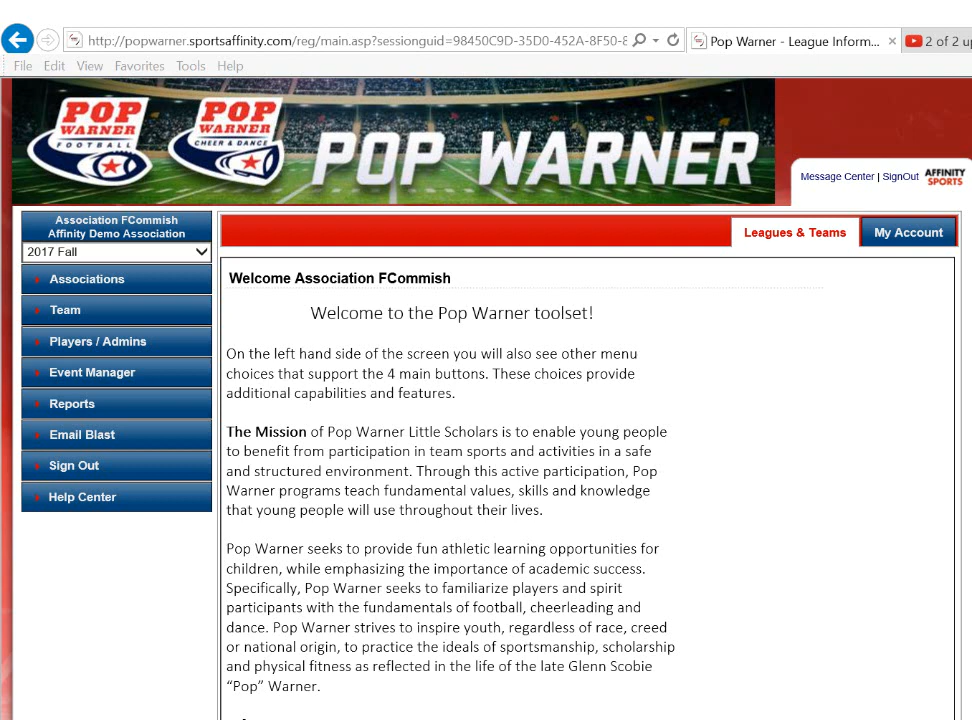 http://popwarner.sportsaffinity.com/reg/main.asp?sessionguid=98450C9D-35D0-452A-8F50-
Pop Warner - League Inform...
2 of 2
File Edit View Favorites Tools Help
POP WARNER FOOTBALL
POP WARNER CHEER & DANCE
POP WARNER
Message Center | SignOut
AFFINITY SPORTS
Association FCommish
Affinity Demo Association
2017 Fall
Leagues & Teams
My Account
Associations
Team
Players / Admins
Event Manager
Reports
Email Blast
Sign Out
Help Center
Welcome Association FCommish
Welcome to the Pop Warner toolset!
On the left hand side of the screen you will also see other menu
choices that support the 4 main buttons. These choices provide
additional capabilities and features.
The Mission of Pop Warner Little Scholars is to enable young people
to benefit from participation in team sports and activities in a safe
and structured environment. Through this active participation, Pop
Warner programs teach fundamental values, skills and knowledge
that young people will use throughout their lives.
Pop Warner seeks to provide fun athletic learning opportunities for
children, while emphasizing the importance of academic success.
Specifically, Pop Warner seeks to familiarize players and spirit
participants with the fundamentals of football, cheerleading and
dance. Pop Warner strives to inspire youth, regardless of race, creed
or national origin, to practice the ideals of sportsmanship, scholarship
and physical fitness as reflected in the life of the late Glenn Scobie
“Pop” Warner.